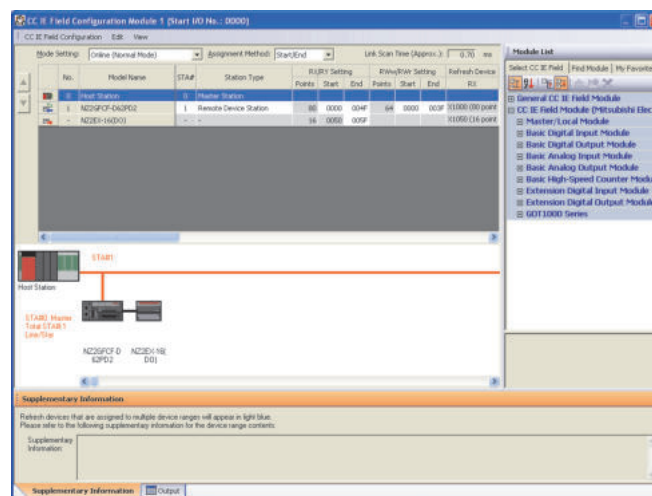 CC IE Field Configuration Module 1 (Start I/O No.: 0000)
CC IE Field Configuration Edit View
Mode Setting: Online (Normal Mode) Assignment Method: Start/End Link Scan Time (Approx.): 0.70 ms
No. Model Name STA# Station Type RX/RY Setting RWw/RWr Setting Refresh Device
Points Start End Points Start End RX
0 Host Station 0 Master Station
1 NZ2GFCF-D62PD2 1 Remote Device Station 80 0000 004F 64 0000 003F X1000 (80 point
- NZ2EX-16(DO) - - 16 0050 005F X1050 (16 point
Module List
Select CC IE Field Find Module My Favorite
General CC IE Field Module
CC IE Field Module (Mitsubishi Elec
Master/Local Module
Basic Digital Input Module
Basic Digital Output Module
Basic Analog Input Module
Basic Analog Output Module
Basic High-Speed Counter Modu
Extension Digital Input Module
Extension Digital Output Module
GOT1000 Series
STA#1
Host Station
STA#0 Master
Total STA# 1
Line/Star
NZ2GFCF-D
62PD2
NZ2EX-16(
DO)
Supplementary Information
Refresh devices that are assigned to multiple device ranges will appear in light blue.
Please refer to the following supplementary information for the device range contents
Supplementary
Information:
Supplementary Information Output